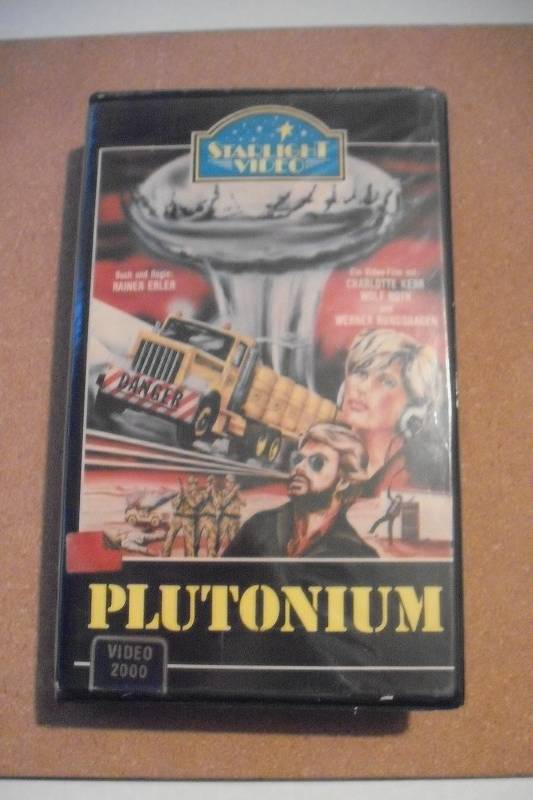 STARLIGHT
VIDEO
Buch und Regie:
RAINER ERLER
Ein Video-Film mit:
CHARLOTTE KERR
WOLF ROTH
und
WERNER RUNDSHAGEN
DANGER
PLUTONIUM
VIDEO
2000